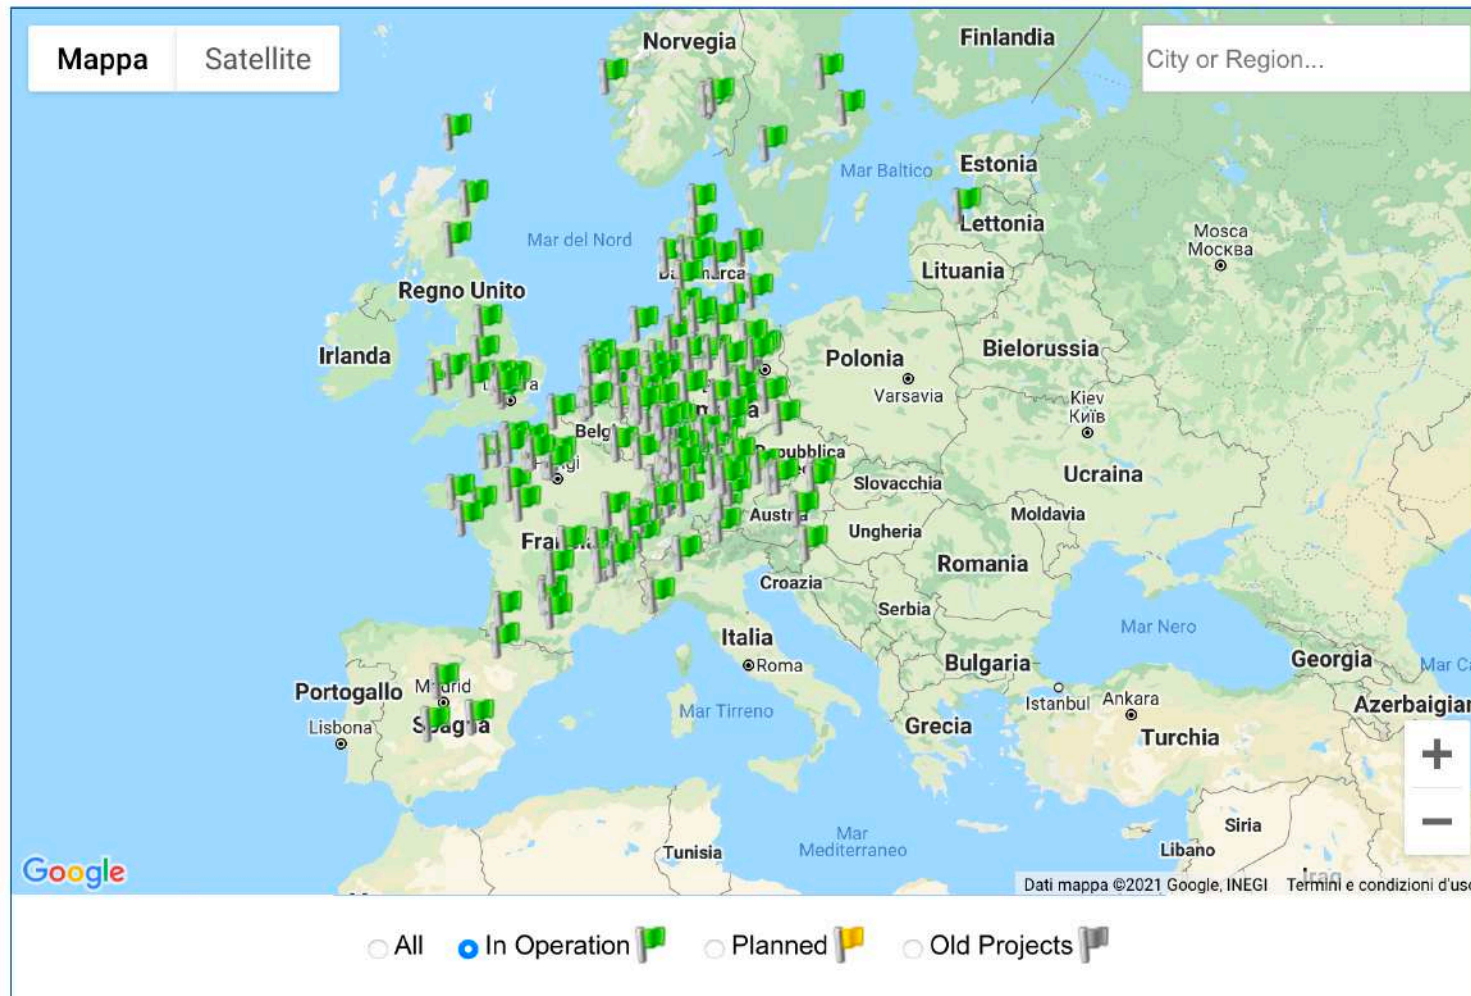 Mappa
Satellite
City or Region...
Norvegia
Finlandia
Estonia
Mar Baltico
Lettonia
Mosca
Москва
Mar del Nord
Lituania
Regno Unito
Irlanda
Bielorussia
Polonia
Varsavia
Kiev
Київ
Ucraina
Slovacchia
Moldavia
Ungheria
Romania
Croazia
Serbia
Mar Nero
Italia
Roma
Bulgaria
Georgia
Portogallo
Istanbul
Ankara
Lisbona
Mar Tirreno
Grecia
Turchia
Siria
Mar
Mediterraneo
Libano
Tunisia
Google
Dati mappa ©2021 Google, INEGI
Termini e condizioni d'uso
All
In Operation
Planned
Old Projects